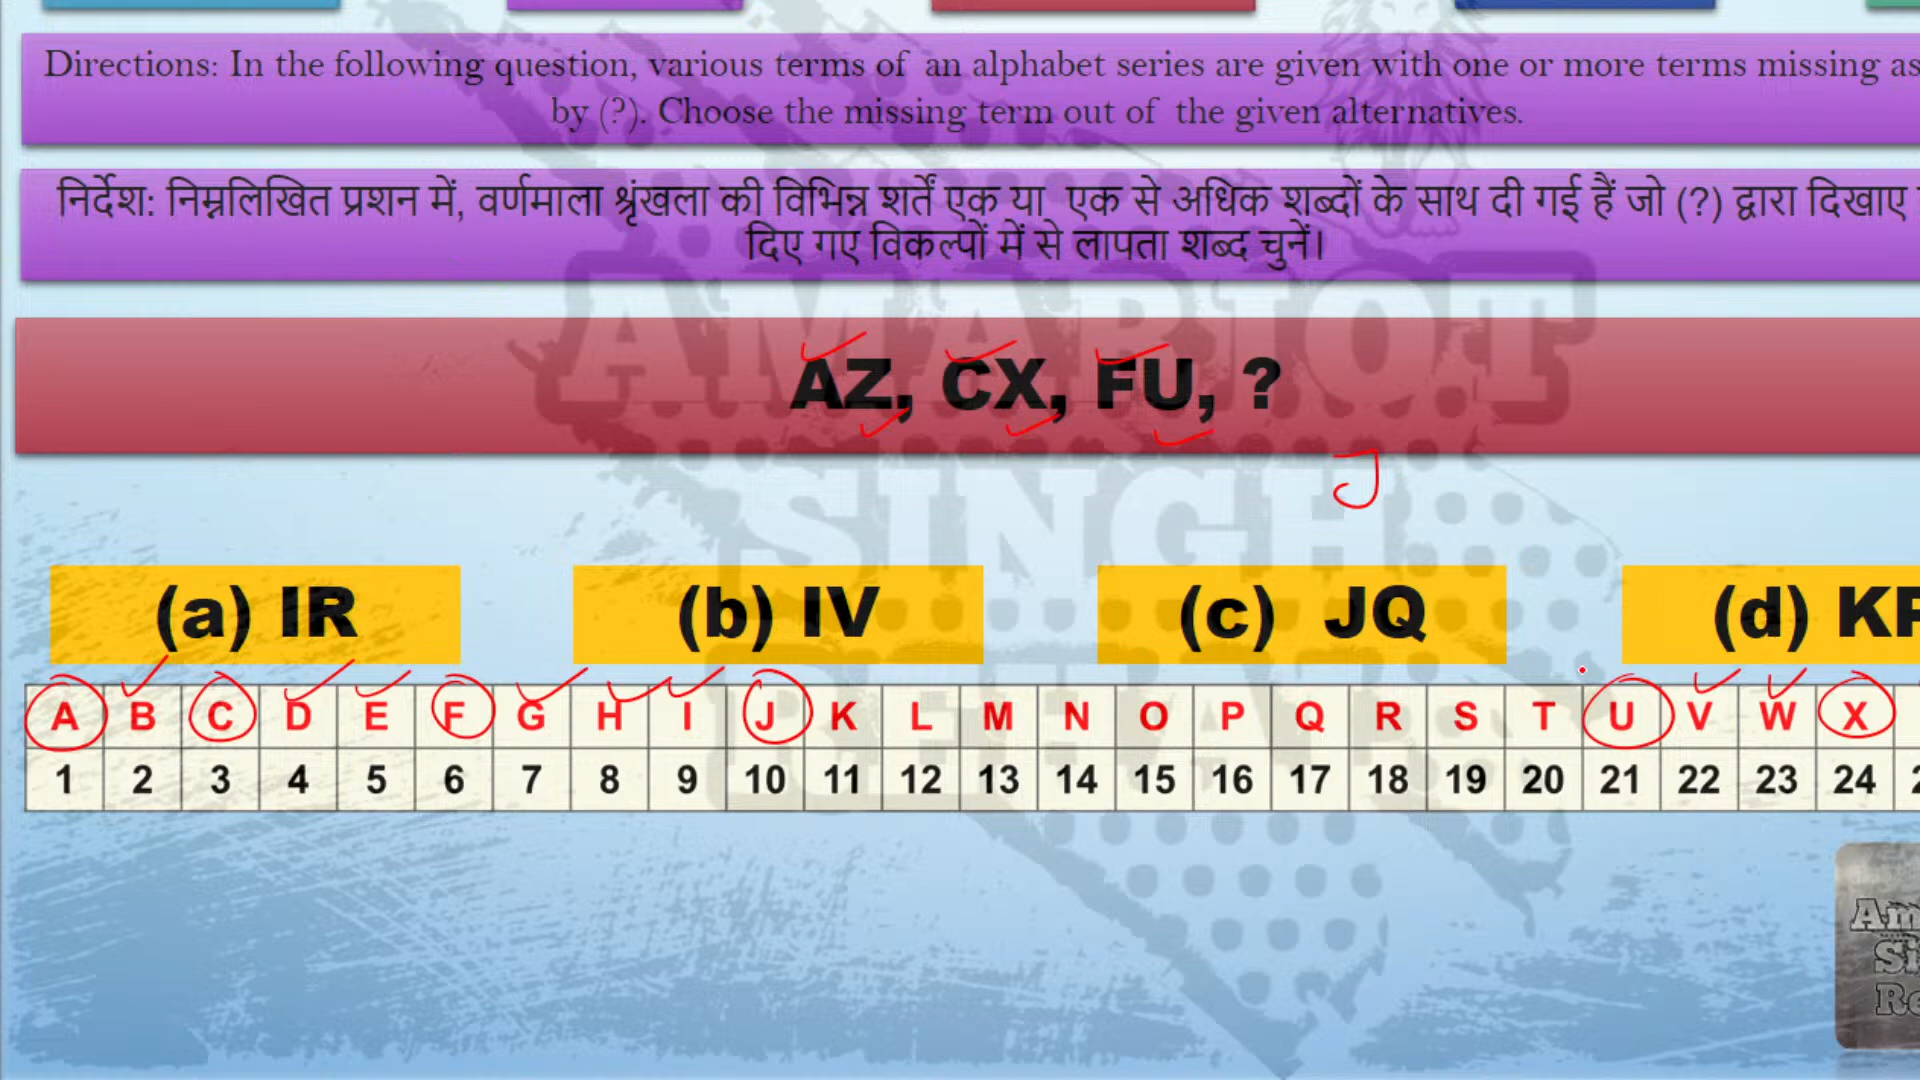 Directions: In the following question, various terms of an alphabet series are given with one or more terms missing as
by (?). Choose the missing term out of the given alternatives.
निर्देश: निम्नलिखित प्रशन में, वर्णमाला श्रृंखला की विभिन्न शर्तें एक या एक से अधिक शब्दों के साथ दी गई हैं जो (?) द्वारा दिखाए
दिए गए विकल्पों में से लापता शब्द चुनें।
AZ, CX, FU, ?
J
(a) IR (b) IV (c) JQ (d) KP
A B C D E F G H I J K L M N O P Q R S T U V W X
1 2 3 4 5 6 7 8 9 10 11 12 13 14 15 16 17 18 19 20 21 22 23 24
AMARJOT
SINGH